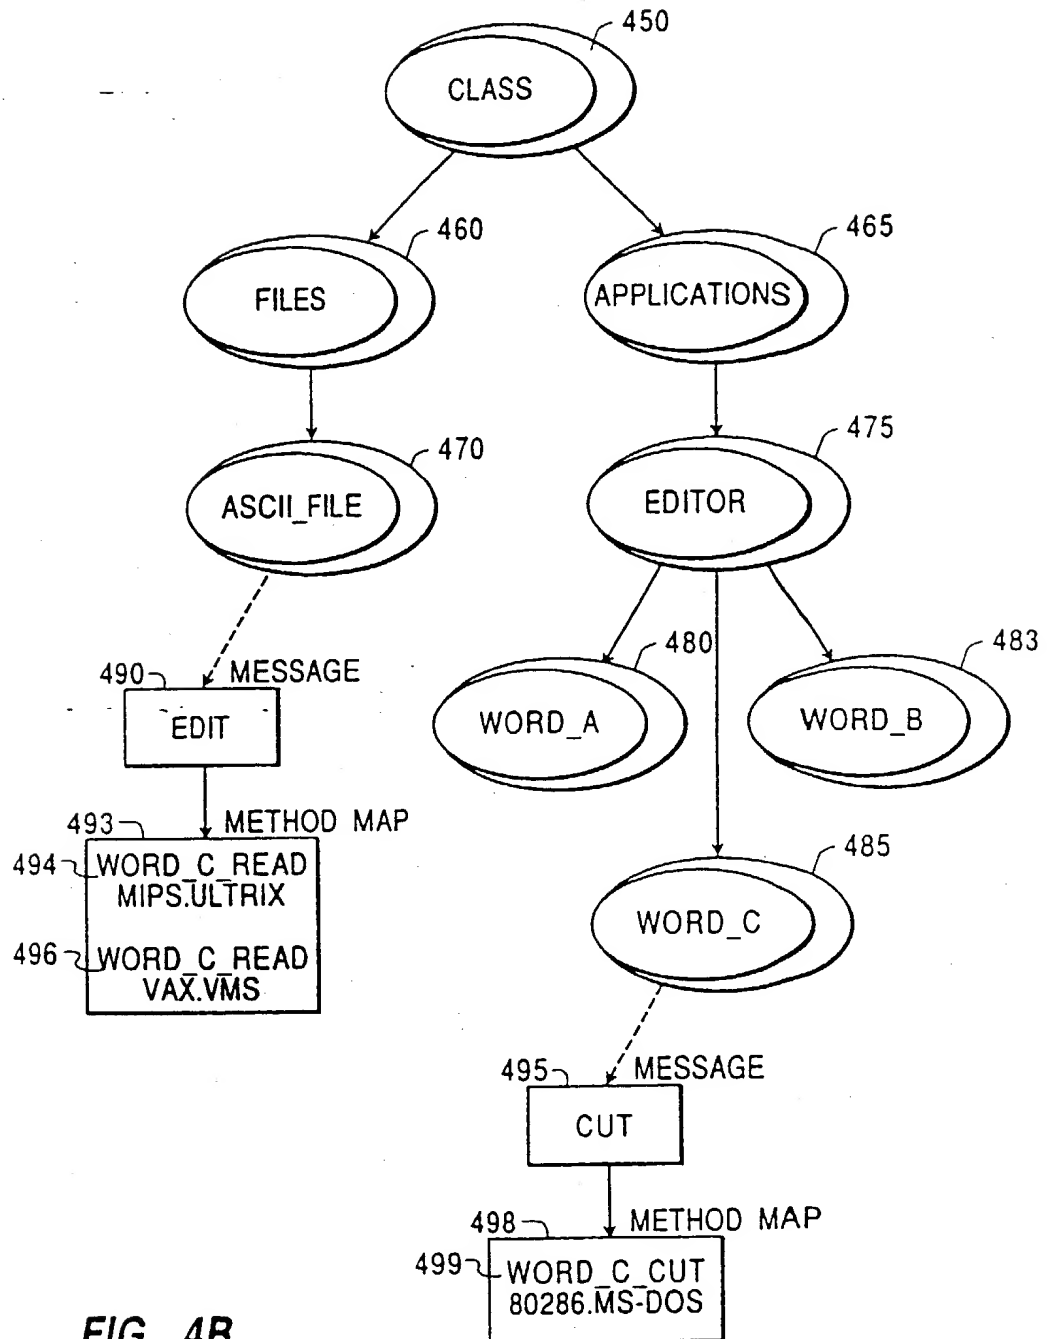 450
CLASS
460
465
FILES
APPLICATIONS
470
475
ASCII_FILE
EDITOR
490
MESSAGE
480
483
EDIT
WORD_A
WORD_B
493
METHOD MAP
494
WORD_C_READ
MIPS.ULTRIX
485
496
WORD_C_READ
VAX.VMS
WORD_C
495
MESSAGE
CUT
498
METHOD MAP
499
WORD_C_CUT
80286.MS-DOS
FIG. 4B